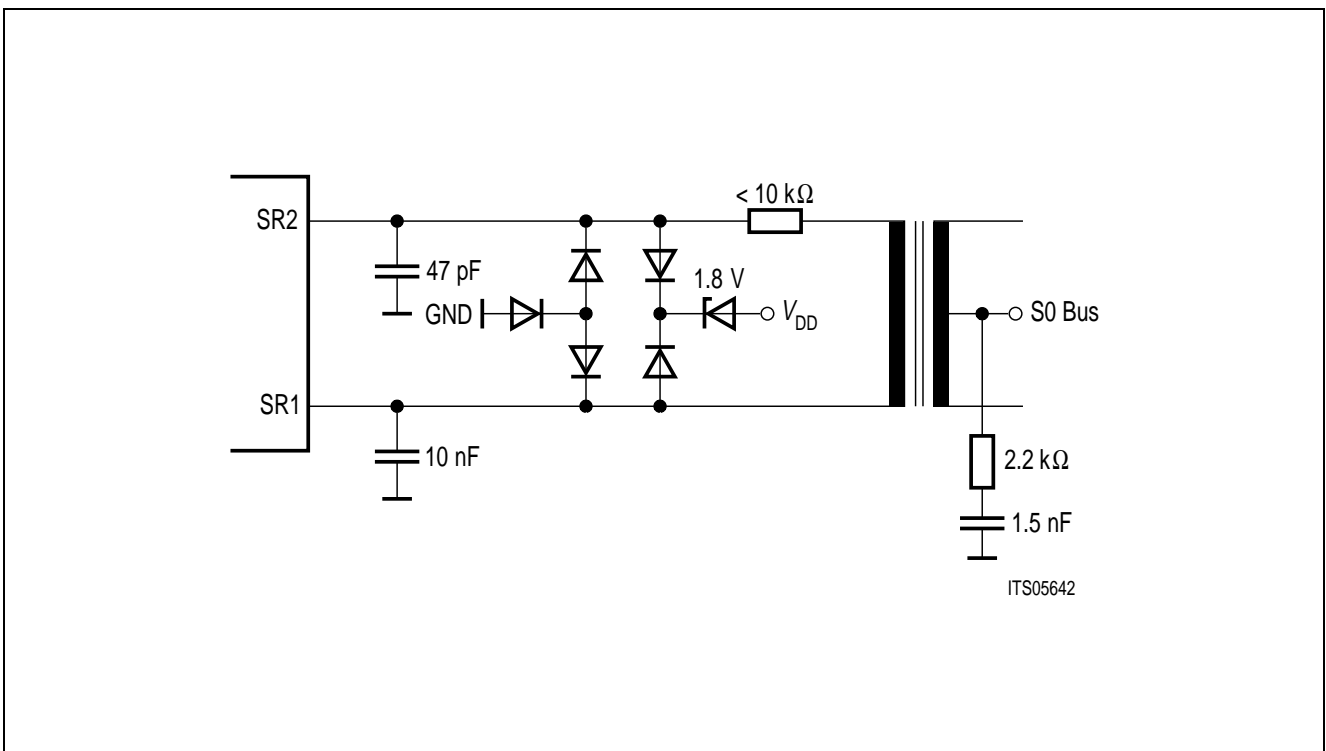 SR2
< 10 kΩ
47 pF
1.8 V
GND
VDD
S0 Bus
SR1
10 nF
2.2 kΩ
1.5 nF
ITS05642